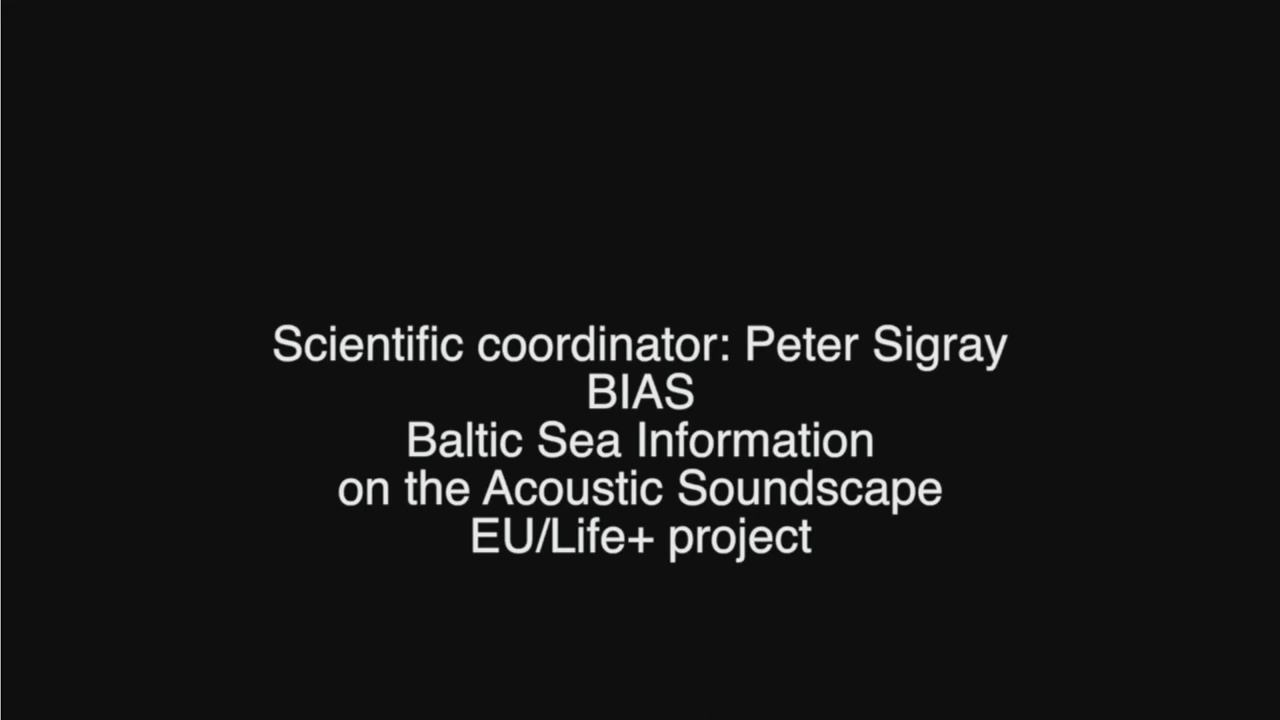 Scientific coordinator: Peter Sigray
BIAS
Baltic Sea Information
on the Acoustic Soundscape
EU/Life+ project